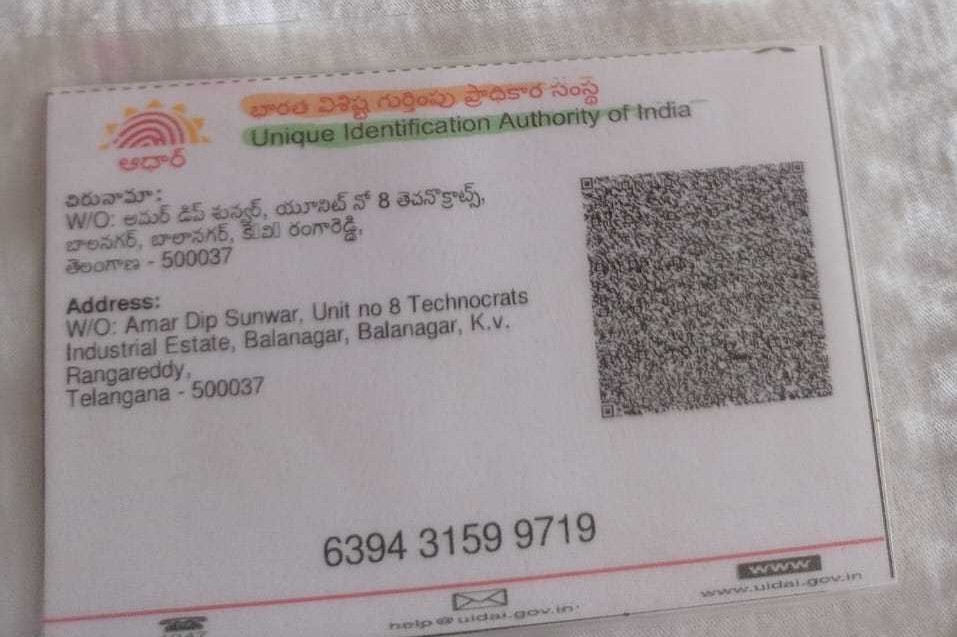 భారత విశిష్ట గుర్తింపు ప్రాధికార సంస్థ
Unique Identification Authority of India
ఆధార్
చిరునామా:
W/O: అమర్ డిప్ శున్వర్, యూనిట్ నో 8 తెచనొక్రాట్స్,
బాలనగర్, బాలానగర్, రంగారెడ్డి,
తెలంగాణ - 500037
Address:
W/O: Amar Dip Sunwar, Unit no 8 Technocrats
Industrial Estate, Balanagar, Balanagar, K.v.
Rangareddy,
Telangana - 500037
6394 3159 9719
help@uidai.gov.in
www
www.uidai.gov.in